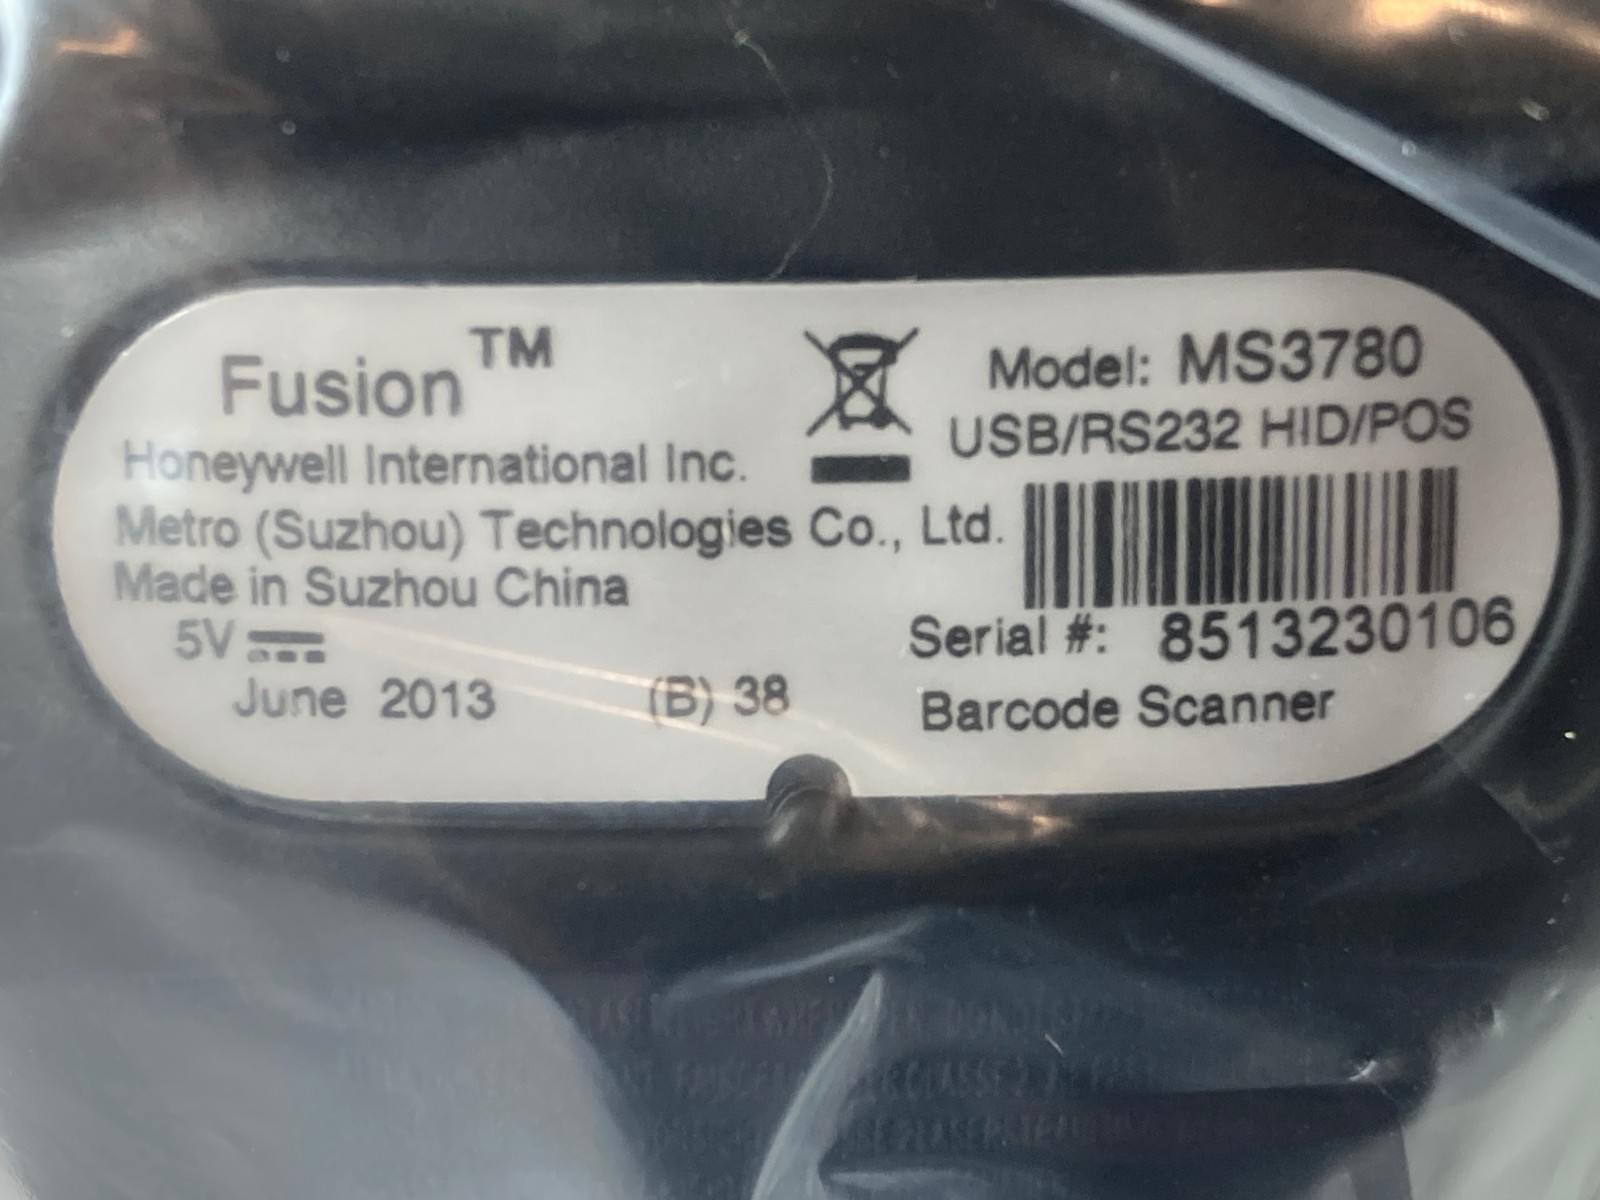 Fusion™
Honeywell International Inc.
Metro (Suzhou) Technologies Co., Ltd.
Made in Suzhou China
5V
June 2013 (B) 38
Model: MS3780
USB/RS232 HID/POS
Serial #: 8513230106
Barcode Scanner